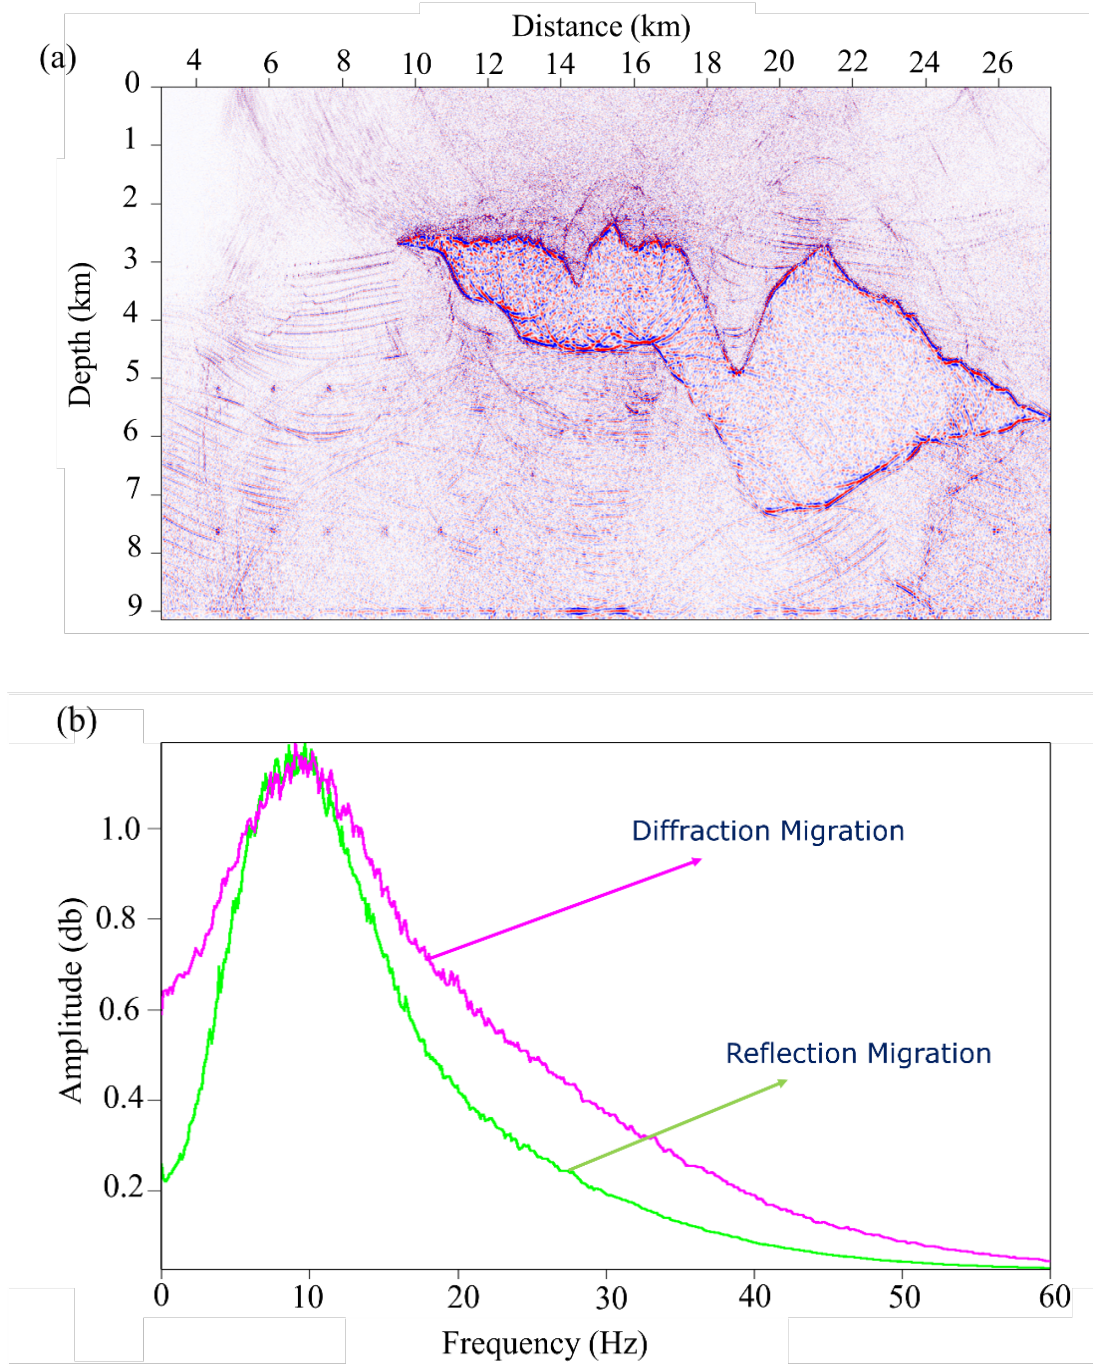 Distance (km)
(a)
4 6 8 10 12 14 16 18 20 22 24 26
0
1
2
3
4
5
6
7
8
9
Depth (km)
(b)
1.0
0.8
0.6
0.4
0.2
Amplitude (db)
Diffraction Migration
Reflection Migration
0 10 20 30 40 50 60
Frequency (Hz)